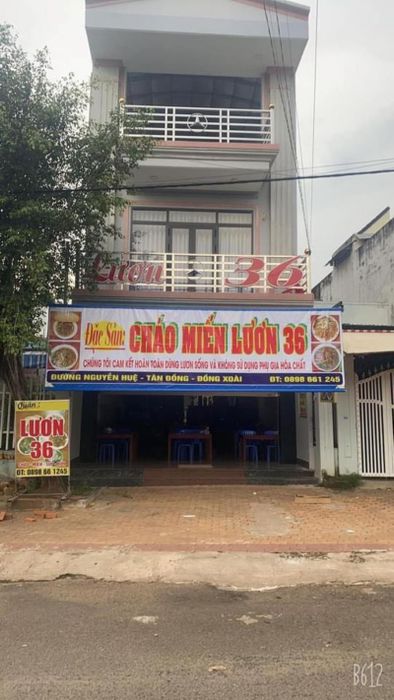 Lươn 36
Đặc Sản: CHÁO MIẾN LƯƠN 36
CHÚNG TÔI CAM KẾT HOÀN TOÀN DÙNG LƯƠN SỐNG VÀ KHÔNG SỬ DỤNG PHỤ GIA HÓA CHẤT
ĐƯỜNG NGUYỄN HUỆ - TÂN ĐỒNG - ĐỒNG XOÀI ĐT: 0898 661 245
Quán:
LƯƠN
36
CHÁO MIẾN
ĐT: 0898 66 1245
B612